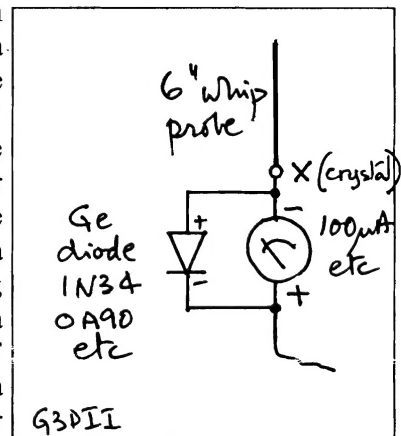 6" whip
probe
X (crystal)
Ge
diode
1N34
OA90
etc
+
-
-
100μA
etc
+
G3DII